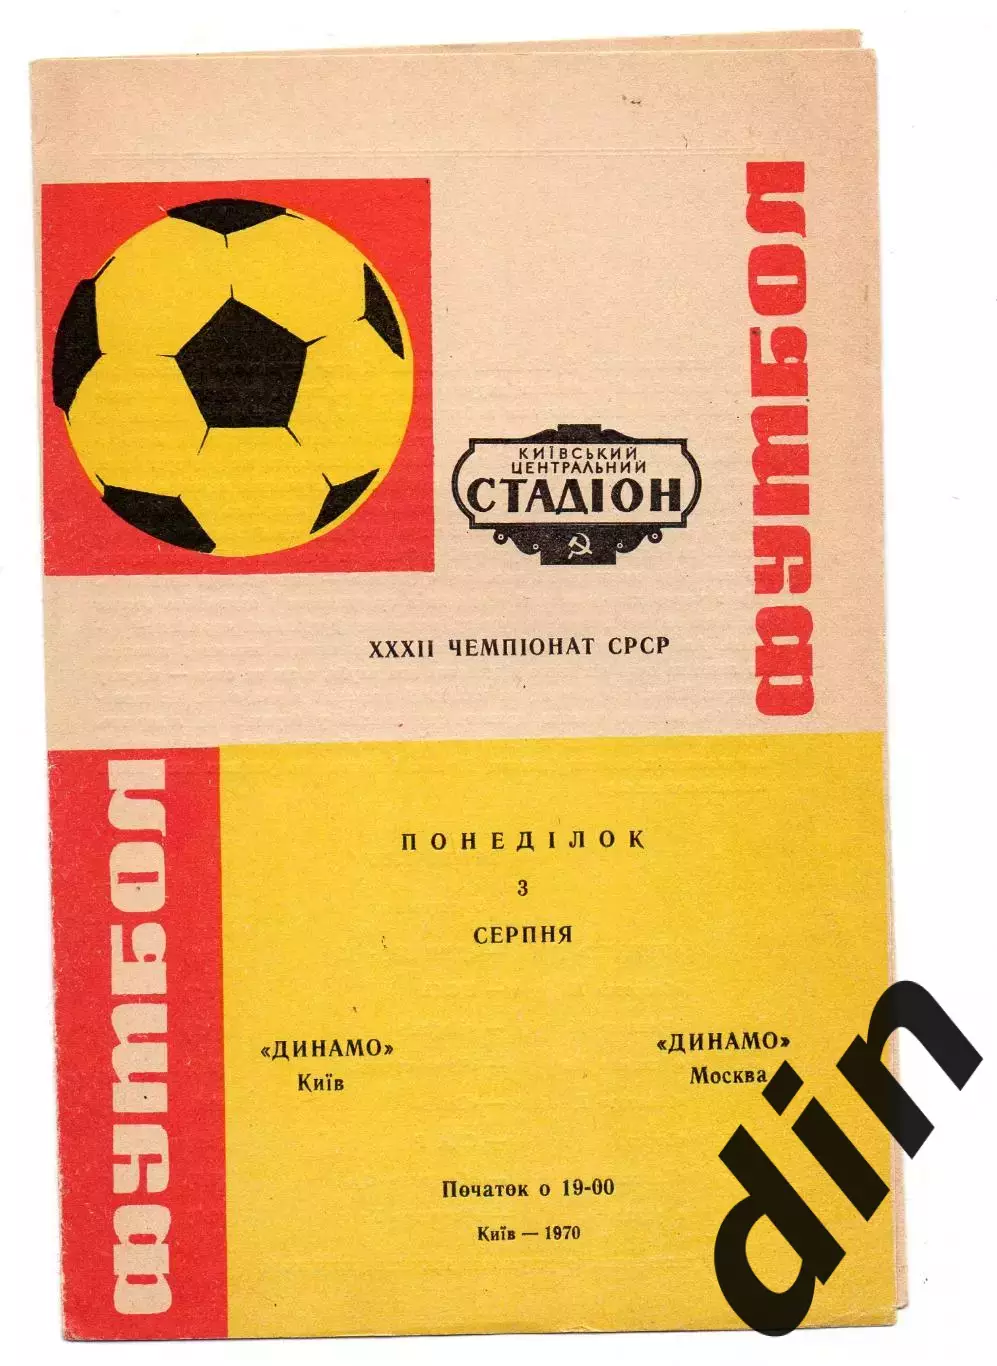 ФУТБОЛ
КИЇВСЬКИЙ
ЦЕНТРАЛЬНИЙ
СТАДІОН
XXXII ЧЕМПІОНАТ СРСР
ФУТБОЛ
ПОНЕДІЛОК
3
СЕРПНЯ
«ДИНАМО»
Київ
«ДИНАМО»
Москва
Початок о 19-00
Київ — 1970
din